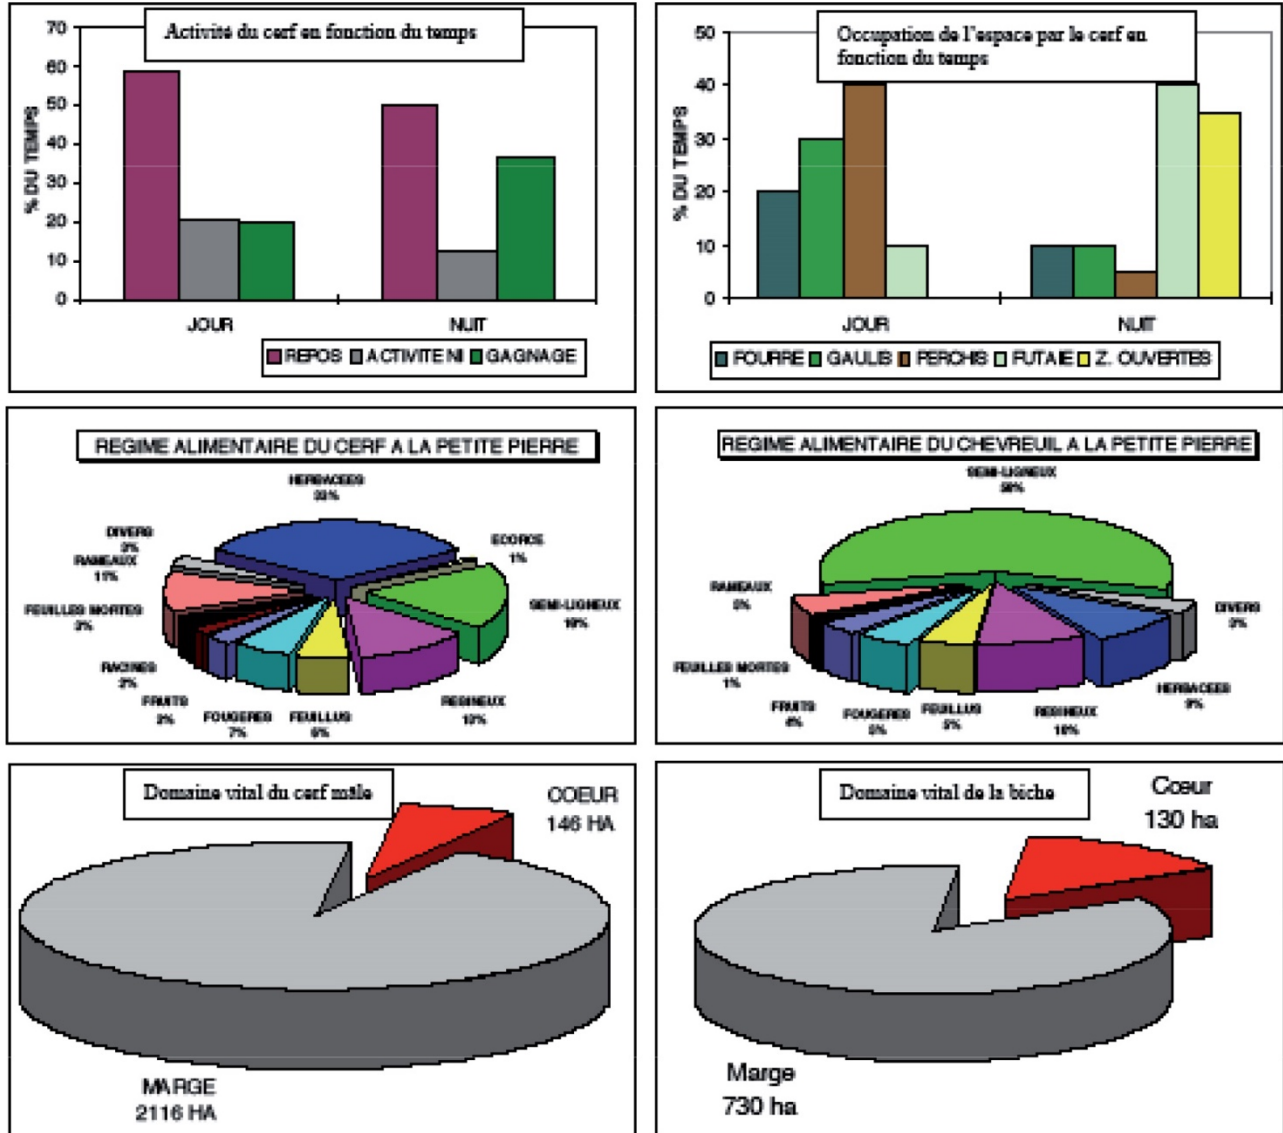 Activité du cerf en fonction du temps
% DU TEMPS
70
60
50
40
30
20
10
0
JOUR
NUIT
REPOS
ACTIVITE NI
GAGNAGE
Occupation de l'espace par le cerf en
fonction du temps
% DU TEMPS
50
40
30
20
10
0
JOUR
NUIT
FOURRE
GAULIS
PERCHIS
FUTAIE
Z. OUVERTES
REGIME ALIMENTAIRE DU CERF A LA PETITE PIERRE
HERBACEES
33%
DIVERS
ECORCE
1%
RAMEAUX
11%
SEMI-LIGNEUX
FEUILLES MORTES
RACINES
RESINEUX
FRUITS
FOUGERES
7%
FEUILLUS
REGIME ALIMENTAIRE DU CHEVREUIL A LA PETITE PIERRE
SEMI-LIGNEUX
RAMEAUX
DIVERS
FEUILLES MORTES
1%
HERBACEES
FRUITS
FOUGERES
5%
FEUILLUS
5%
RESINEUX
Domaine vital du cerf mâle
COEUR
146 HA
MARGE
2116 HA
Domaine vital de la biche
Cœur
130 ha
Marge
730 ha